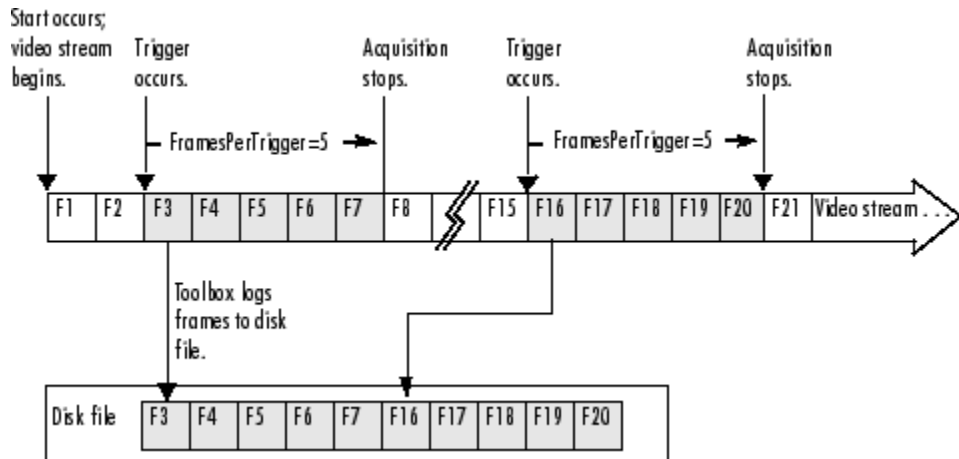 Start occurs;
video stream
begins.
Trigger
occurs.
Acquisition
stops.
Trigger
occurs.
Acquisition
stops.
FramesPerTrigger=5
FramesPerTrigger=5
F1 F2 F3 F4 F5 F6 F7 F8 F15 F16 F17 F18 F19 F20 F21 Video stream . . .
Toolbox logs
frames to disk
file.
Disk file F3 F4 F5 F6 F7 F16 F17 F18 F19 F20